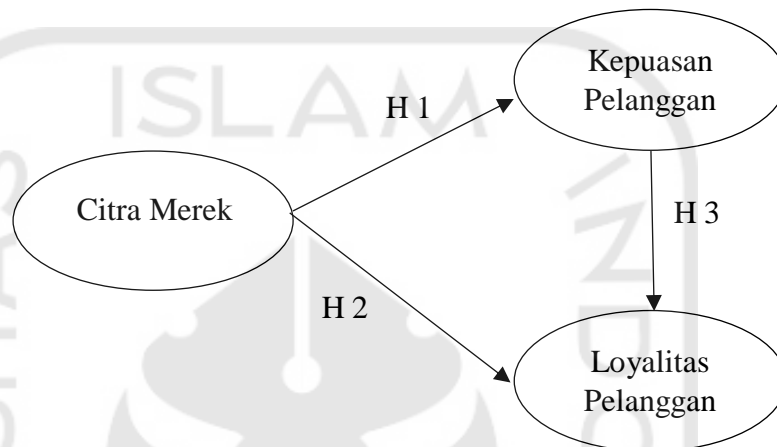 ISLAM
Kepuasan
Pelanggan
H 1
Citra Merek
H 3
H 2
Loyalitas
Pelanggan